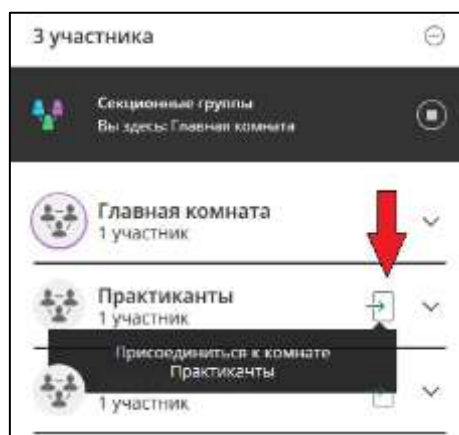 3 участника
Секционные группы
Вы здесь: Главная комната
Главная комната
1 участник
Практиканты
1 участник
Присоединиться к комнате
Практиканты
1 участник